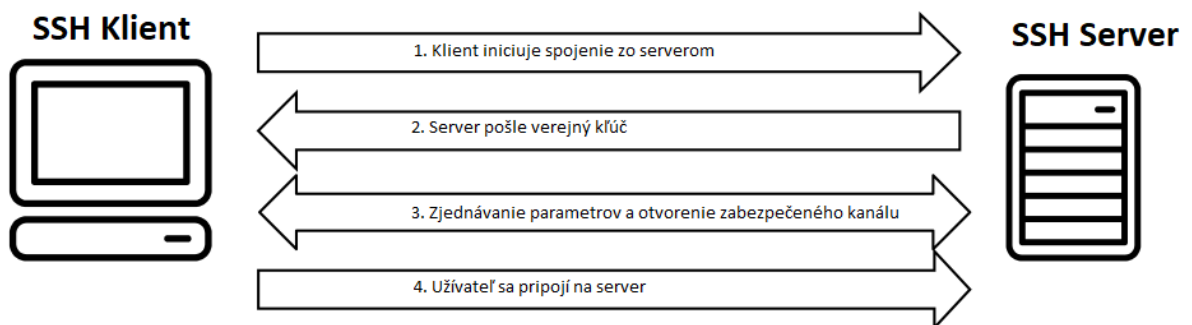 SSH Klient
SSH Server
1. Klient iniciuje spojenie zo serverom
2. Server pošle verejný kľúč
3. Zjednávanie parametrov a otvorenie zabezpečeného kanálu
4. Užívateľ sa pripojí na server